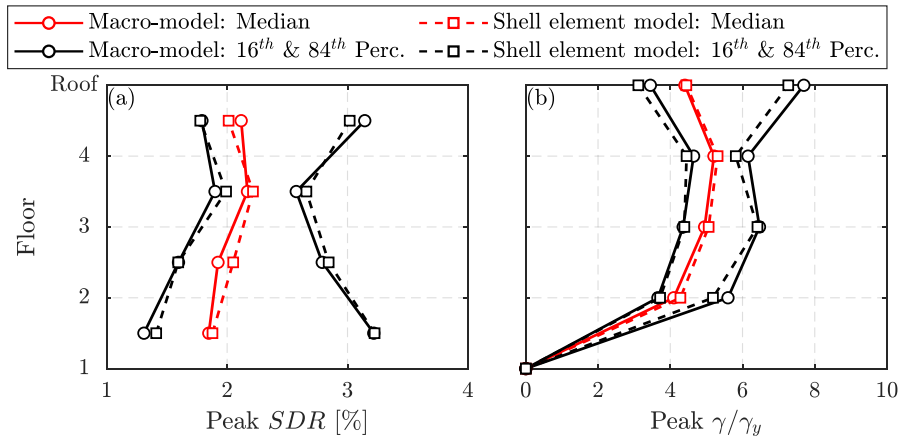 Macro-model: Median
Shell element model: Median
Macro-model: 16th & 84th Perc.
Shell element model: 16th & 84th Perc.
Roof
4
3
2
1
Floor
(a)
1 2 3 4
Peak SDR [%]
(b)
0 2 4 6 8 10
Peak γ/γy